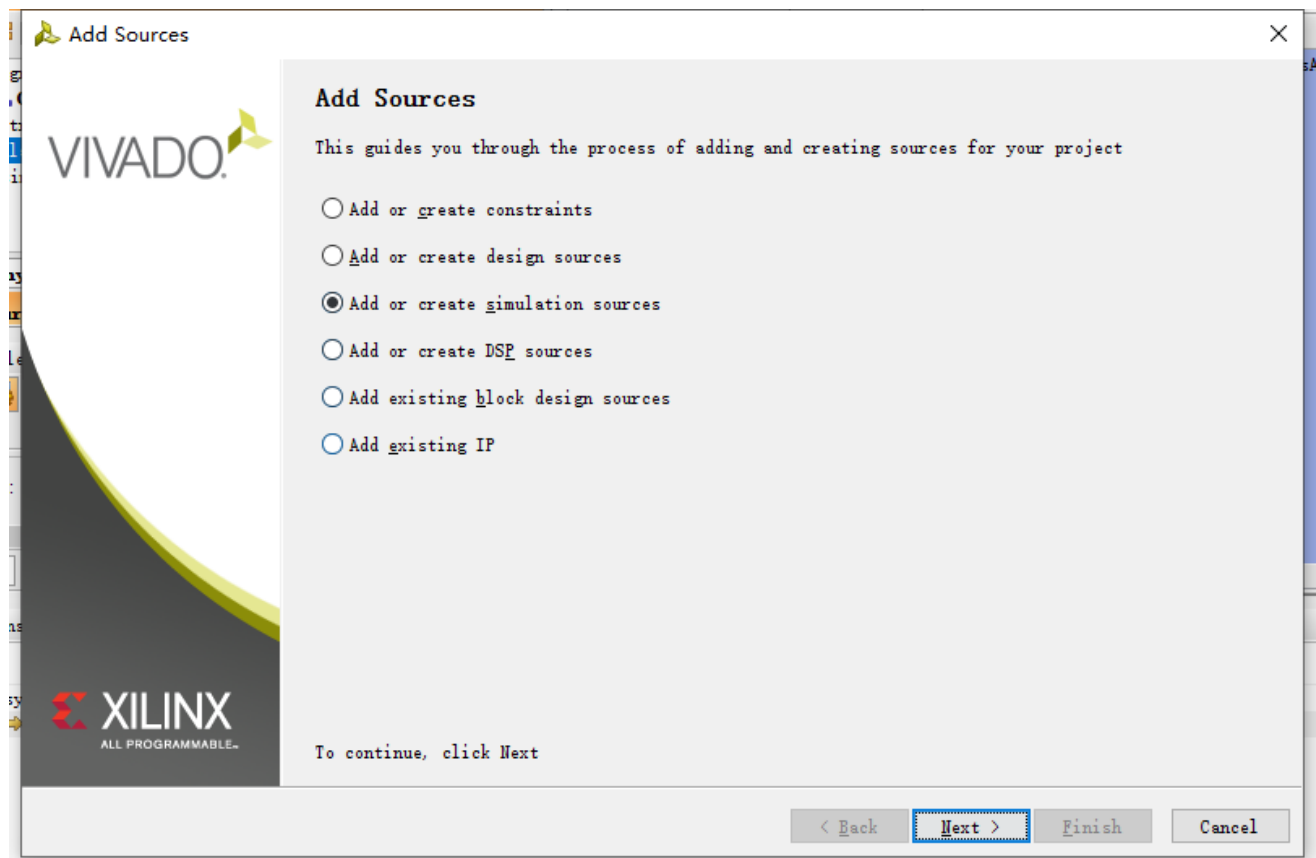 Add Sources
VIVADO.
Add Sources
This guides you through the process of adding and creating sources for your project
Add or create constraints
Add or create design sources
Add or create simulation sources
Add or create DSP sources
Add existing block design sources
Add existing IP
XILINX
ALL PROGRAMMABLE™
To continue, click Next
< Back
Next >
Finish
Cancel